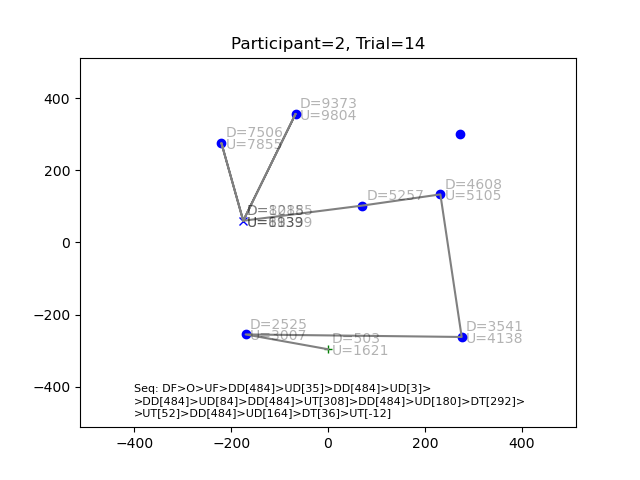 Participant=2, Trial=14
400
200
0
−200
−400
D=9373
U=9804
D=7506
U=7855
D=4608
U=5105
D=5257
D=2525
U=3007
D=3541
U=4138
D=503
U=1621
Seq: DF>O>UF>DD[484]>UD[35]>DD[484]>UD[3]>
>DD[484]>UD[84]>DD[484]>UT[308]>DD[484]>UD[180]>DT[292]>
>UT[52]>DD[484]>UD[164]>DT[36]>UT[-12]
−400 −200 0 200 400